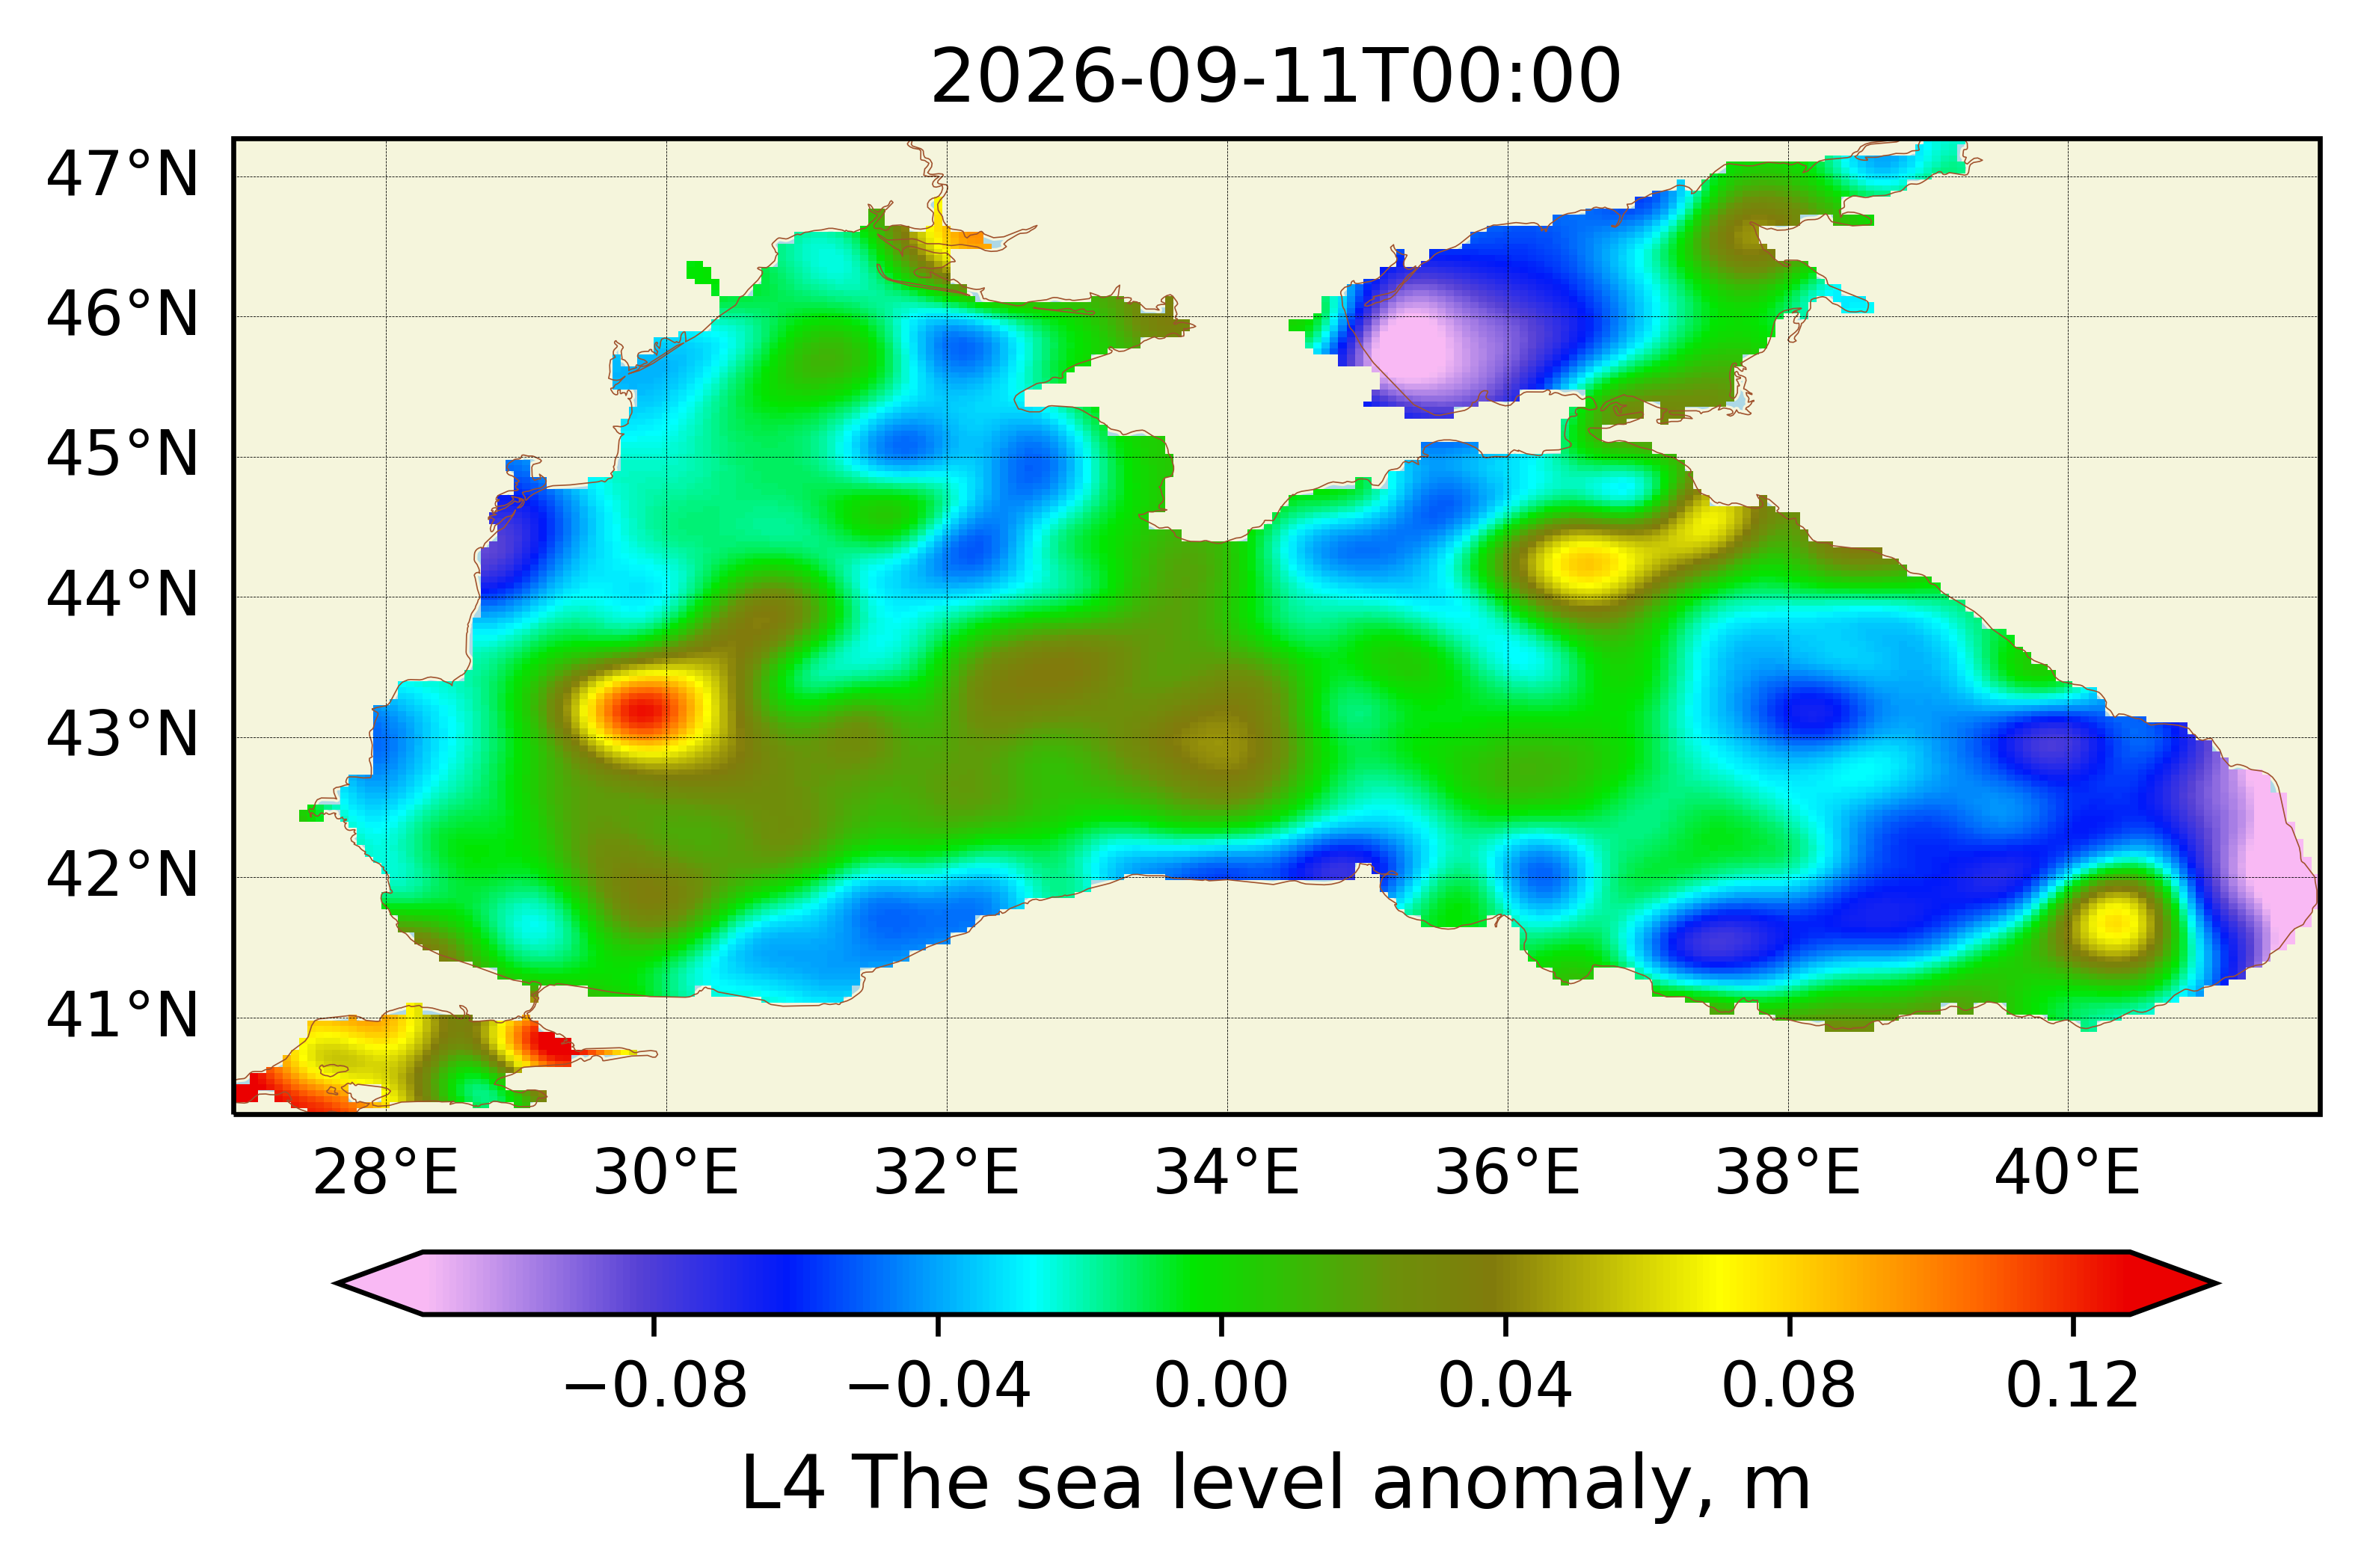 2026-09-11T00:00
47°N
46°N
45°N
44°N
43°N
42°N
41°N
28°E 30°E 32°E 34°E 36°E 38°E 40°E
−0.08 −0.04 0.00 0.04 0.08 0.12
L4 The sea level anomaly, m